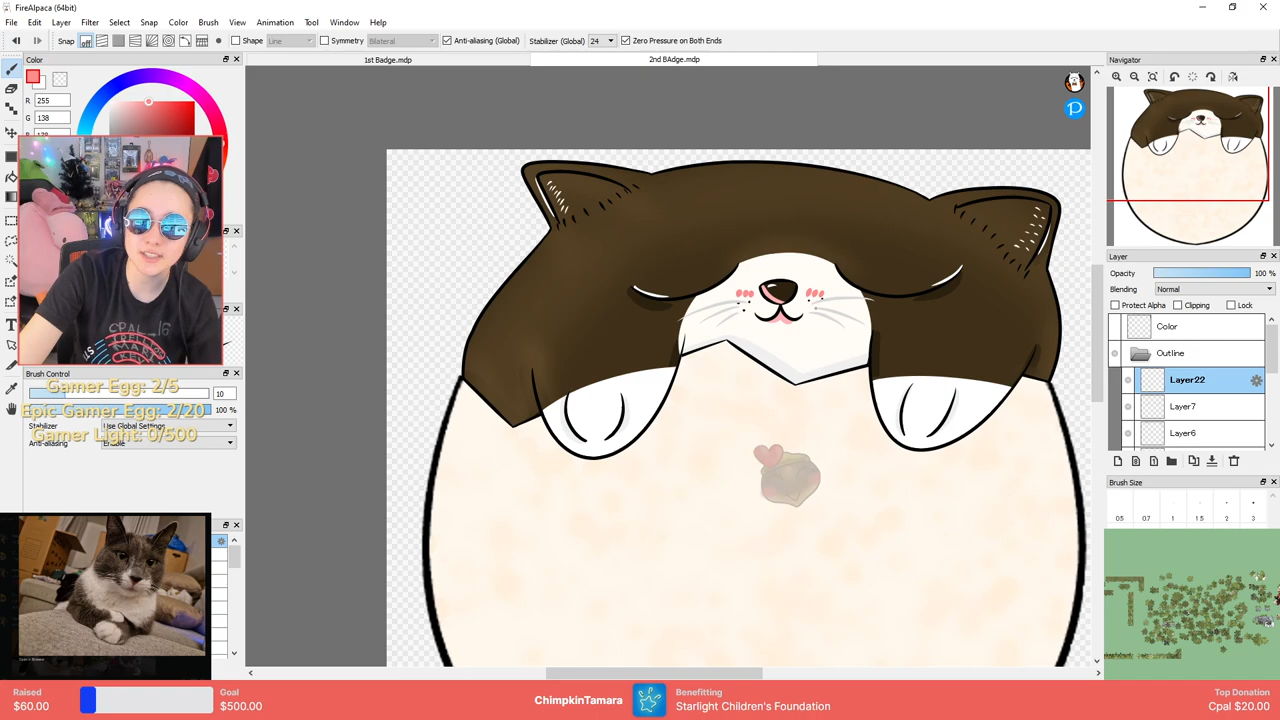 FireAlpaca (64bit)
File Edit Layer Filter Select Snap Color Brush View Animation Tool Window Help
Snap off Shape Line Symmetry Bilateral Anti-aliasing (Global) Stabilizer (Global) 24 Zero Pressure on Both Ends
Color
1st Badge.mdp
2nd BAdge.mdp
Navigator
R 255
G 138
Layer
Opacity 100 %
Blending Normal
Protect Alpha Clipping Lock
Color
Outline
Layer22
Layer7
Layer6
CPAL_16
Brush Control
10
100 %
Gamer Egg: 2/5
Epic Gamer Egg: 2/20
Gamer Light: 0/500
Stabilizer Use Global Settings
Anti-aliasing Enable
Brush Size
0.5 0.7 1 1.5 2 3
Raised
$60.00
Goal
$500.00
ChimpkinTamara
Benefitting
Starlight Children's Foundation
Top Donation
Cpal $20.00